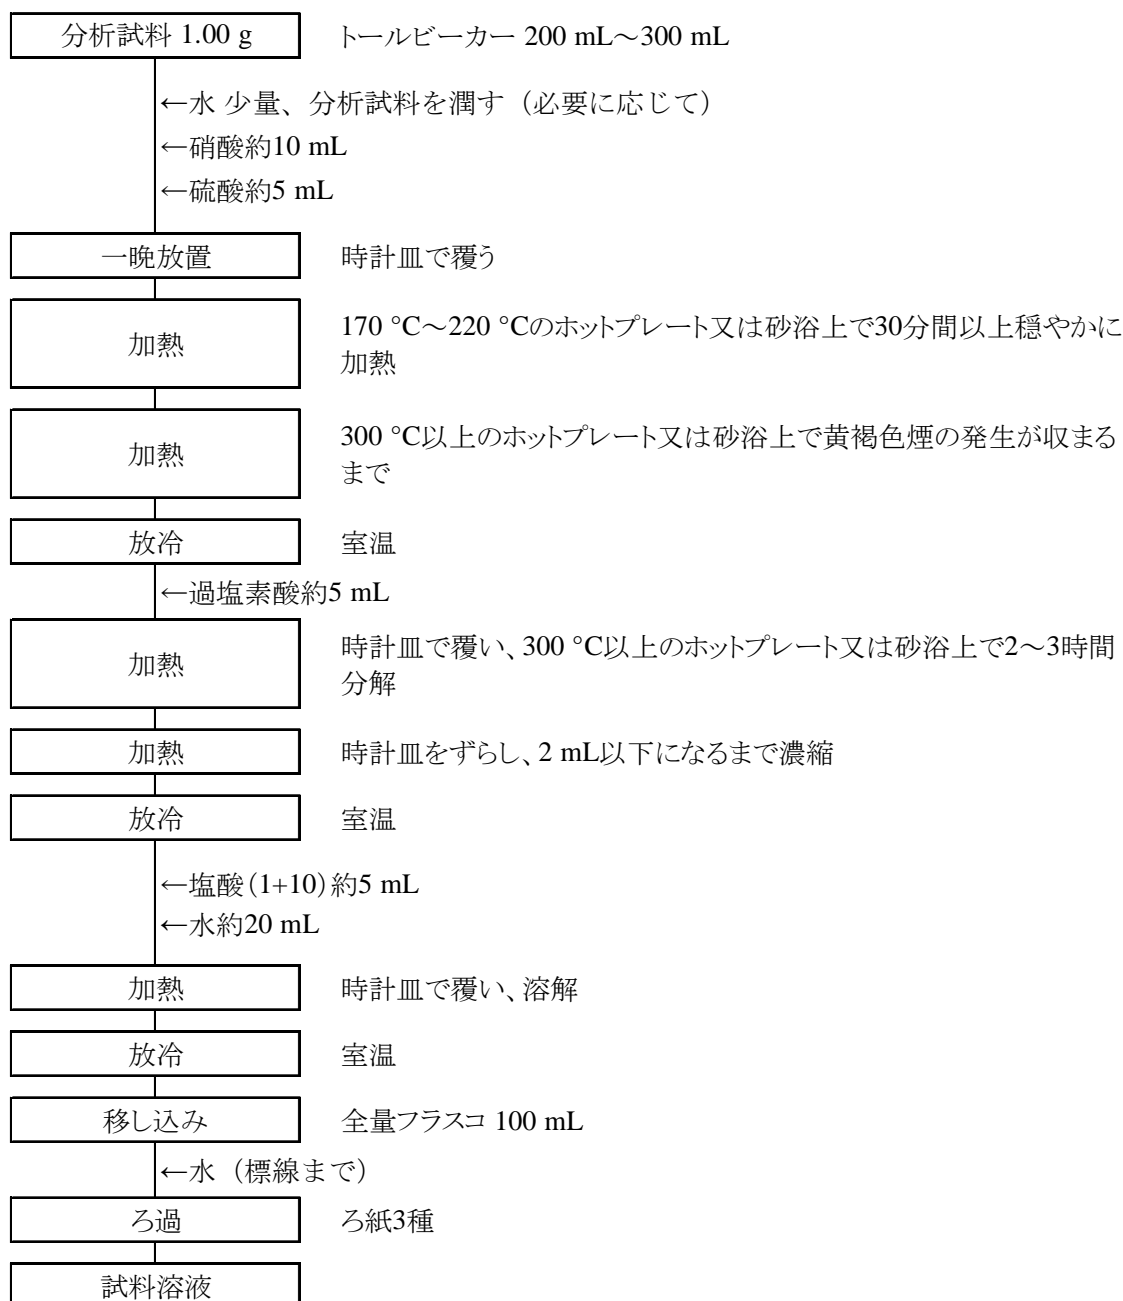 分析試料 1.00 g トールビーカー 200 mL～300 mL
←水 少量、分析試料を潤す（必要に応じて）
←硝酸約10 mL
←硫酸約5 mL
一晩放置 時計皿で覆う
加熱 170 °C～220 °Cのホットプレート又は砂浴上で30分間以上穏やかに
加熱
加熱 300 °C以上のホットプレート又は砂浴上で黄褐色煙の発生が収まる
まで
放冷 室温
←過塩素酸約5 mL
加熱 時計皿で覆い、300 °C以上のホットプレート又は砂浴上で2～3時間
分解
加熱 時計皿をずらし、2 mL以下になるまで濃縮
放冷 室温
←塩酸（1+10）約5 mL
←水約20 mL
加熱 時計皿で覆い、溶解
放冷 室温
移し込み 全量フラスコ 100 mL
←水（標線まで）
ろ過 ろ紙3種
試料溶液